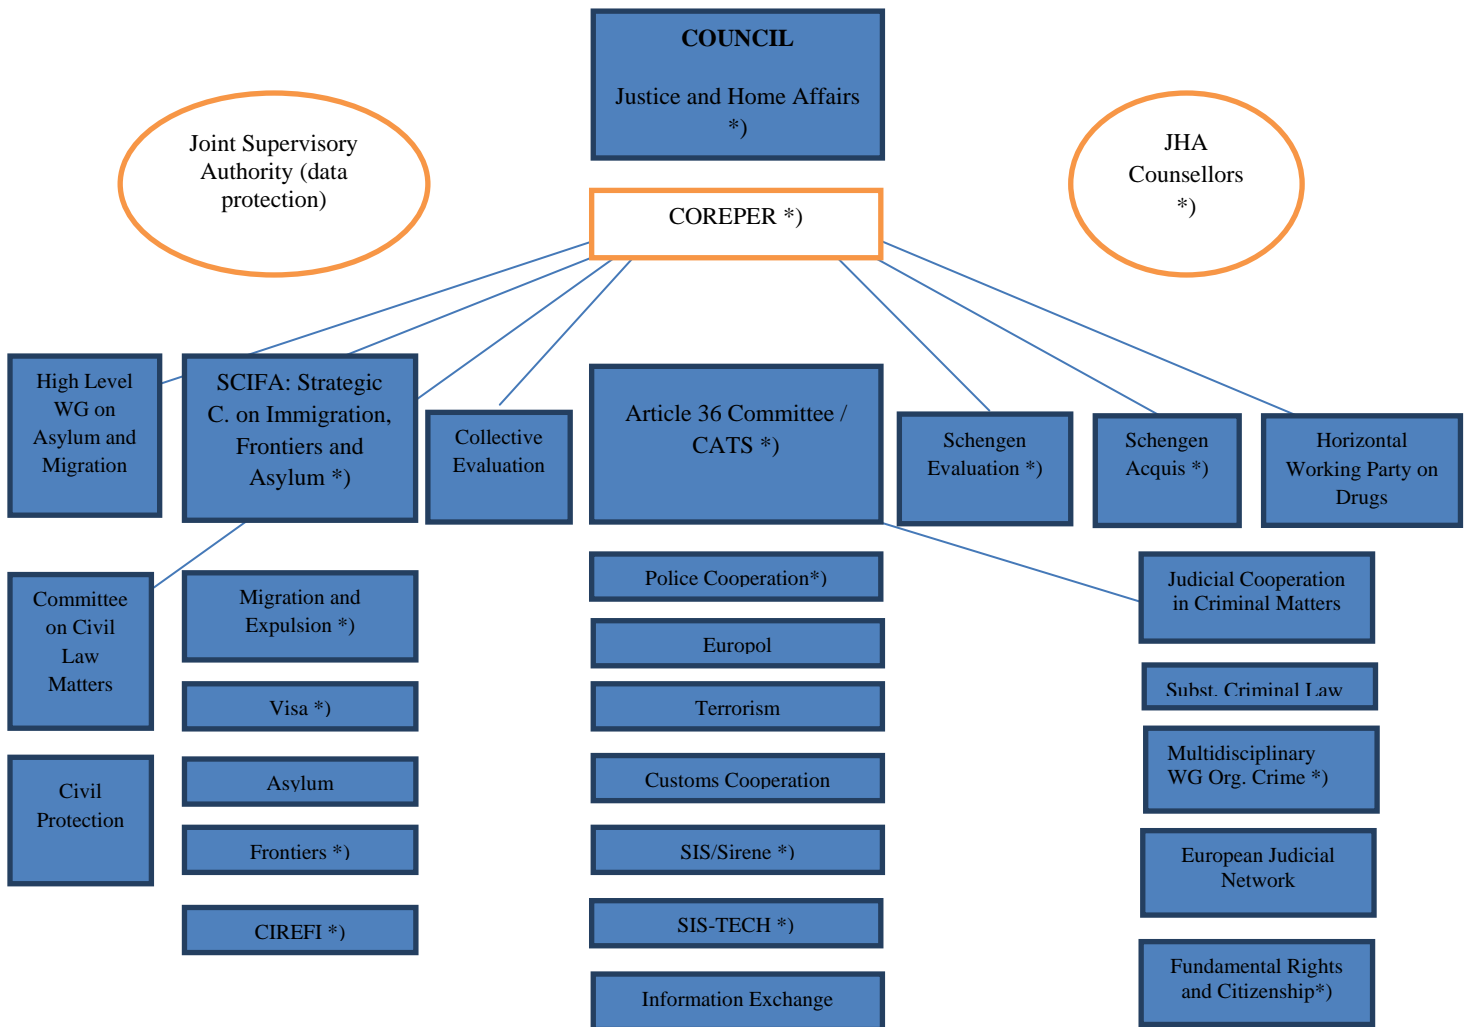 COUNCIL
Justice and Home Affairs
*)
Joint Supervisory
Authority (data
protection)
JHA
Counsellors
*)
COREPER *)
High Level
WG on
Asylum and
Migration
SCIFA: Strategic
C. on Immigration,
Frontiers and
Asylum *)
Collective
Evaluation
Article 36 Committee /
CATS *)
Schengen
Evaluation *)
Schengen
Acquis *)
Horizontal
Working Party on
Drugs
Committee
on Civil
Law
Matters
Civil
Protection
Migration and
Expulsion *)
Visa *)
Asylum
Frontiers *)
CIREFI *)
Police Cooperation*)
Europol
Terrorism
Customs Cooperation
SIS/Sirene *)
SIS-TECH *)
Information Exchange
Judicial Cooperation
in Criminal Matters
Subst. Criminal Law
Multidisciplinary
WG Org. Crime *)
European Judicial
Network
Fundamental Rights
and Citizenship*)